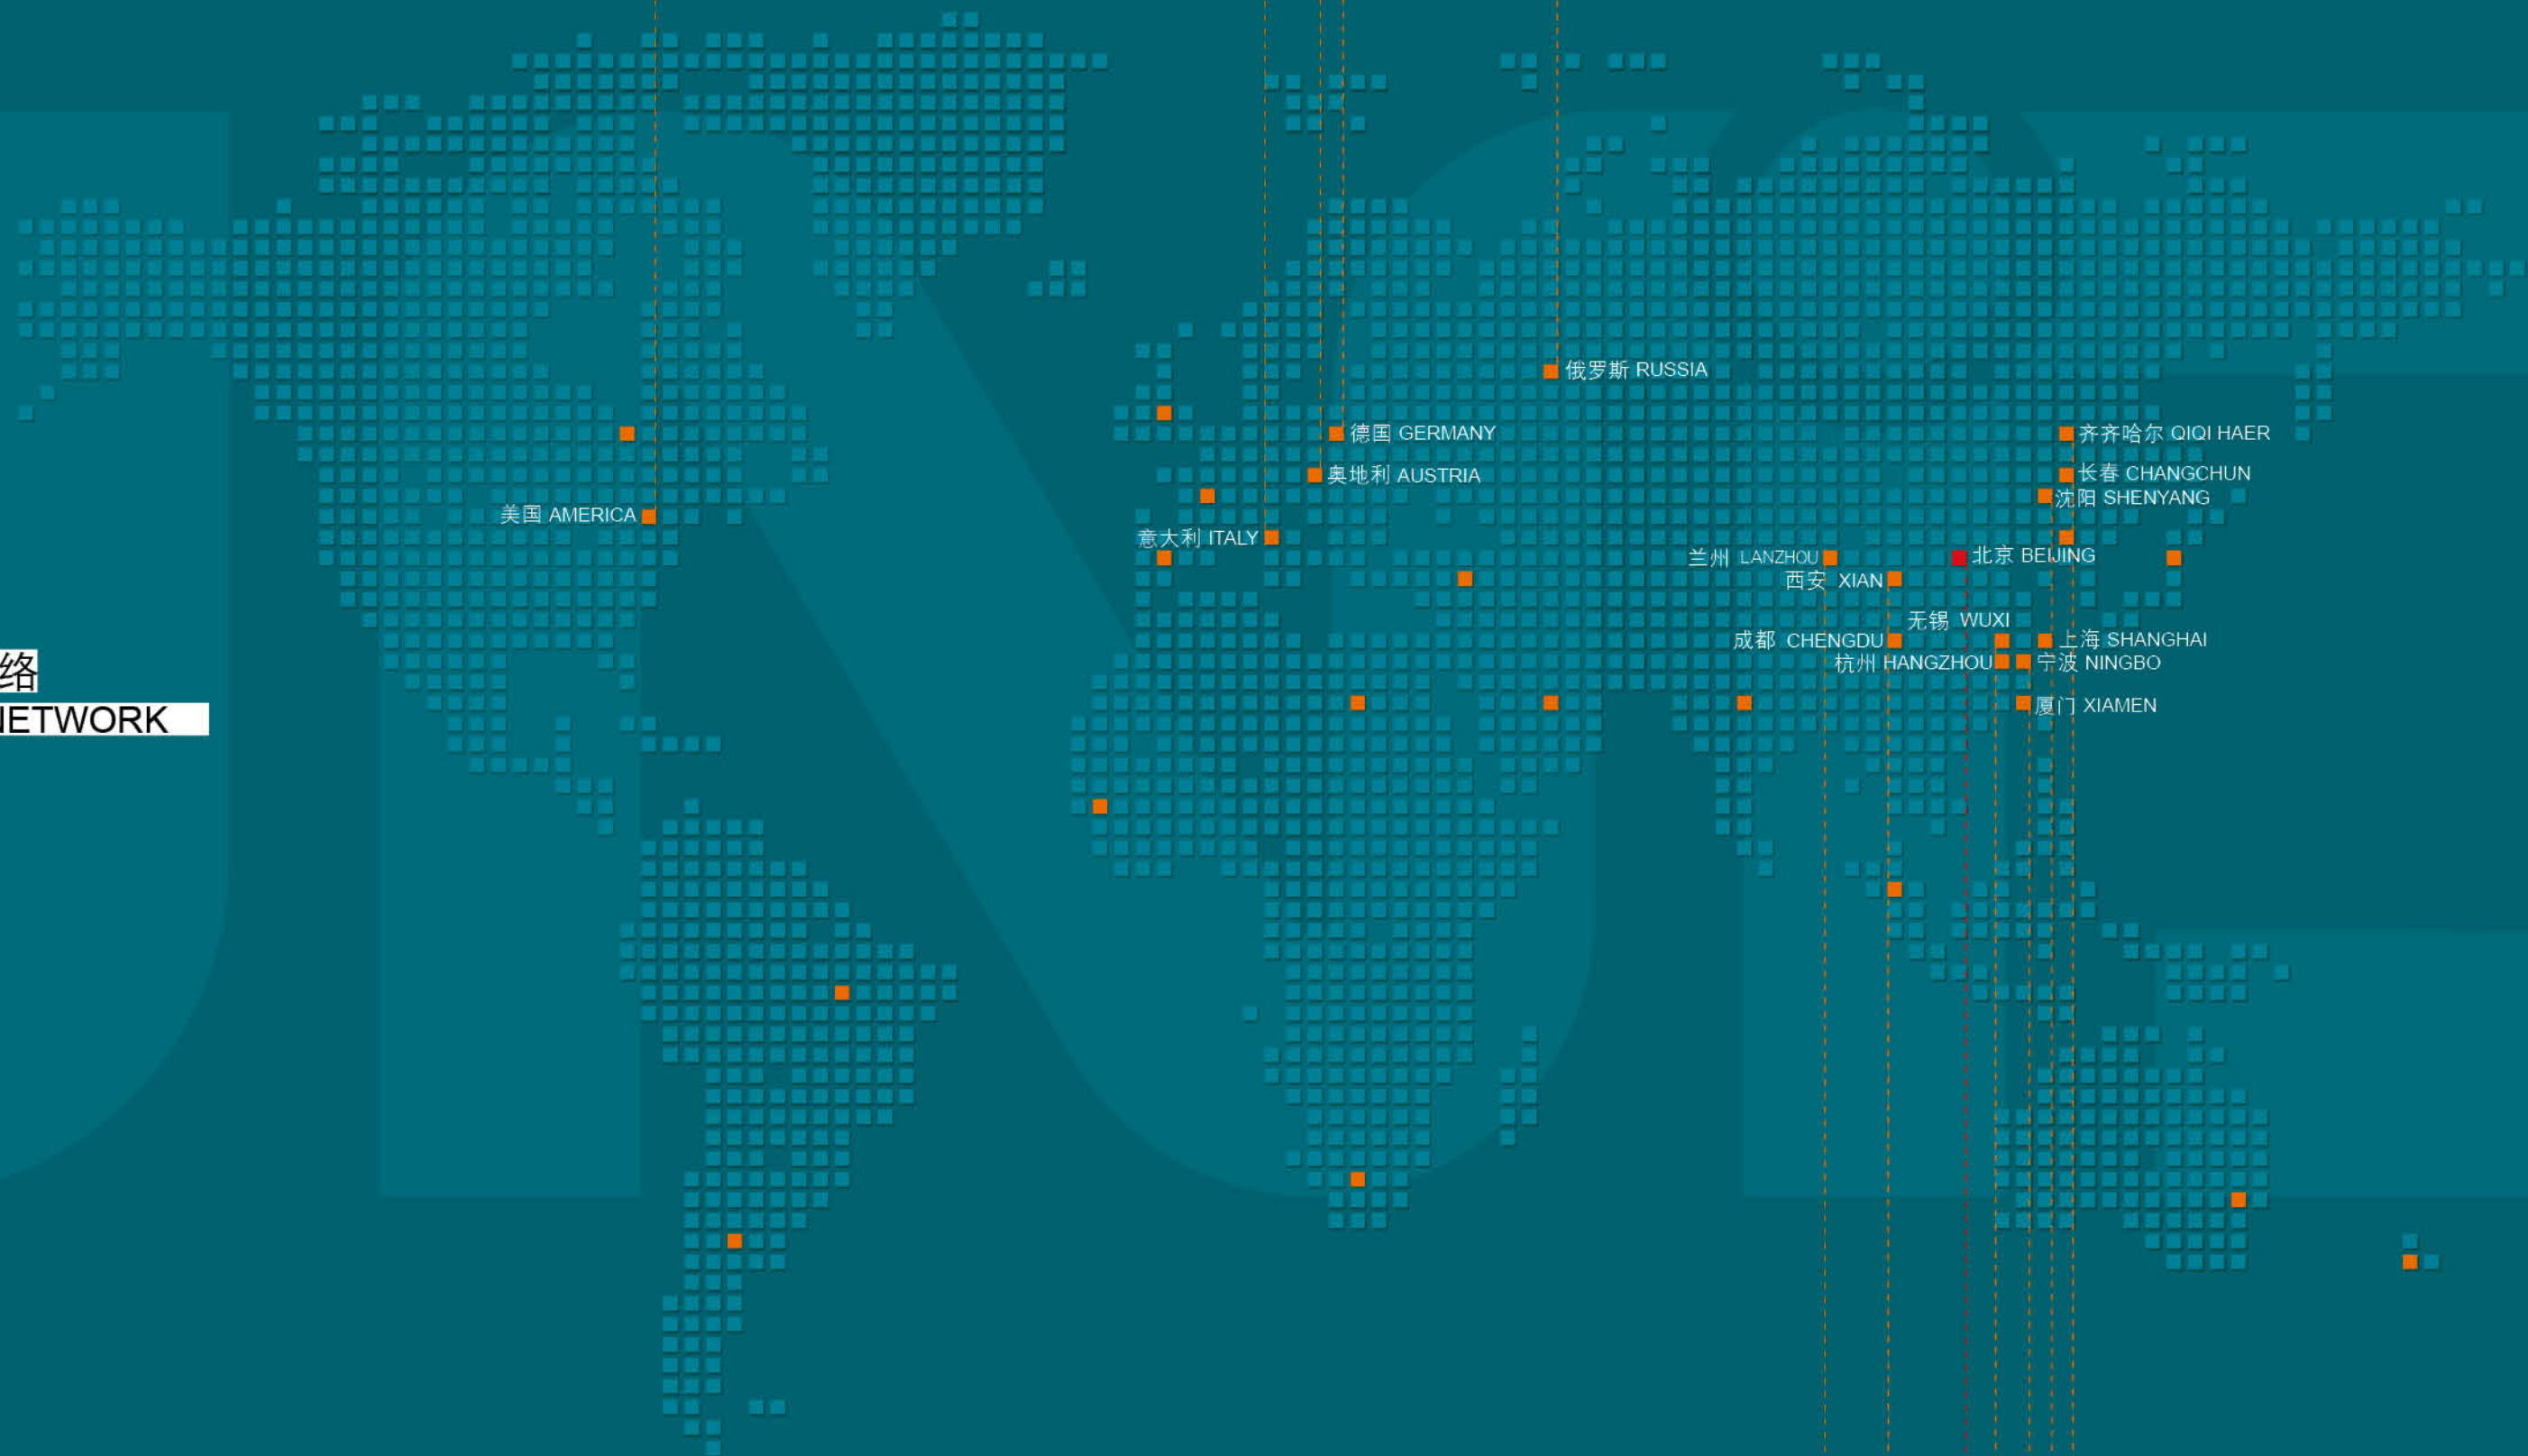 俄罗斯 RUSSIA
德国 GERMANY
齐齐哈尔 QIQI HAER
奥地利 AUSTRIA
长春 CHANGCHUN
沈阳 SHENYANG
美国 AMERICA
意大利 ITALY
兰州 LANZHOU
北京 BEIJING
西安 XIAN
无锡 WUXI
成都 CHENGDU
上海 SHANGHAI
杭州 HANGZHOU
宁波 NINGBO
络
厦门 XIAMEN
NETWORK